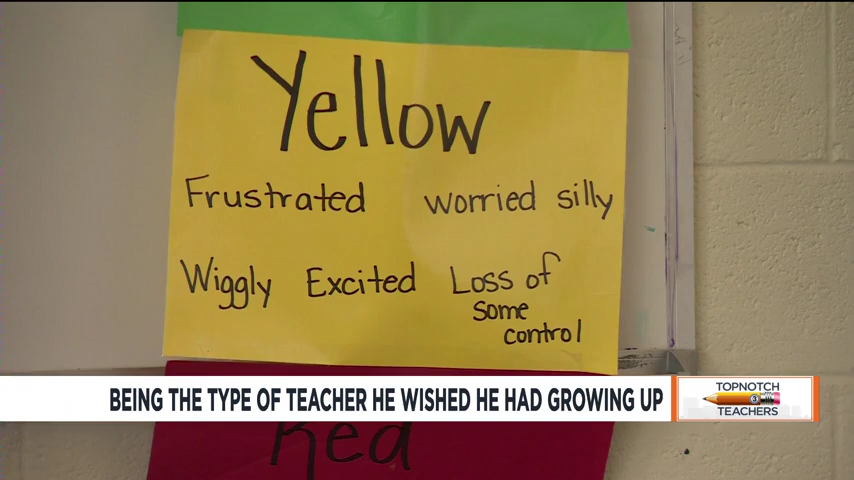 Yellow
Frustrated worried silly
Wiggly Excited Loss of
some
control
BEING THE TYPE OF TEACHER HE WISHED HE HAD GROWING UP
TOPNOTCH
3
TEACHERS
Red